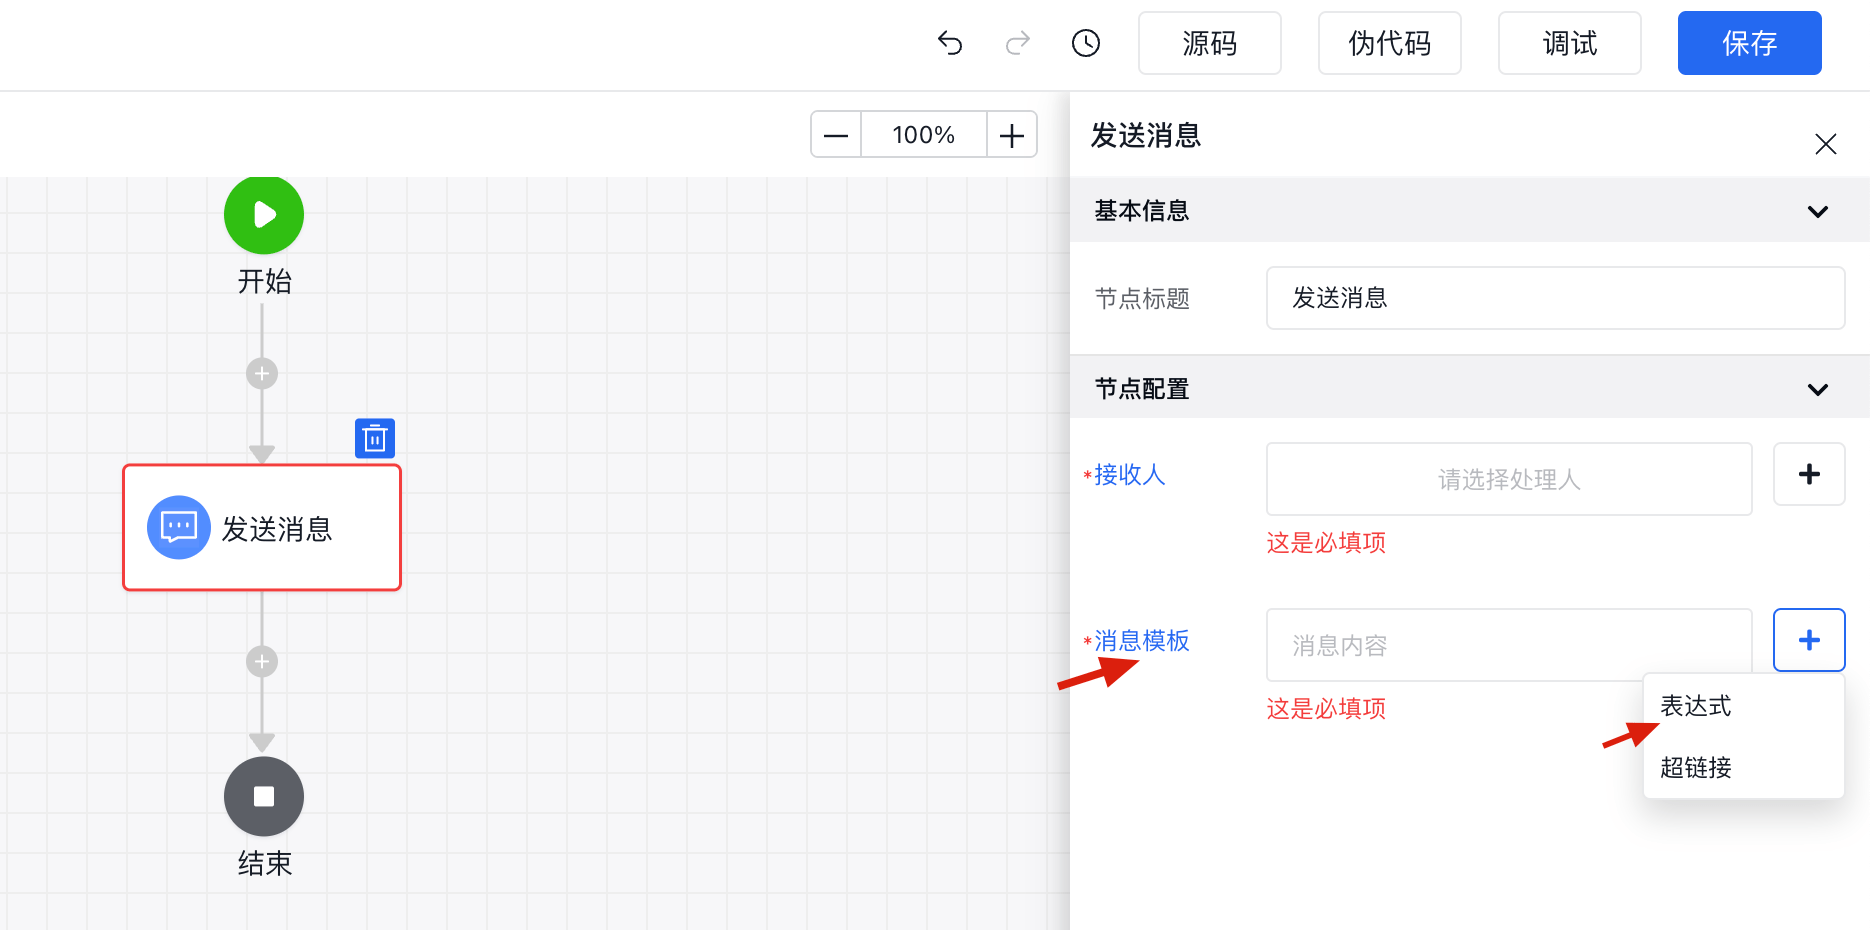 源码
伪代码
调试
保存
100%
发送消息
基本信息
节点标题
发送消息
节点配置
*接收人
请选择处理人
这是必填项
*消息模板
消息内容
这是必填项
表达式
超链接
开始
发送消息
结束